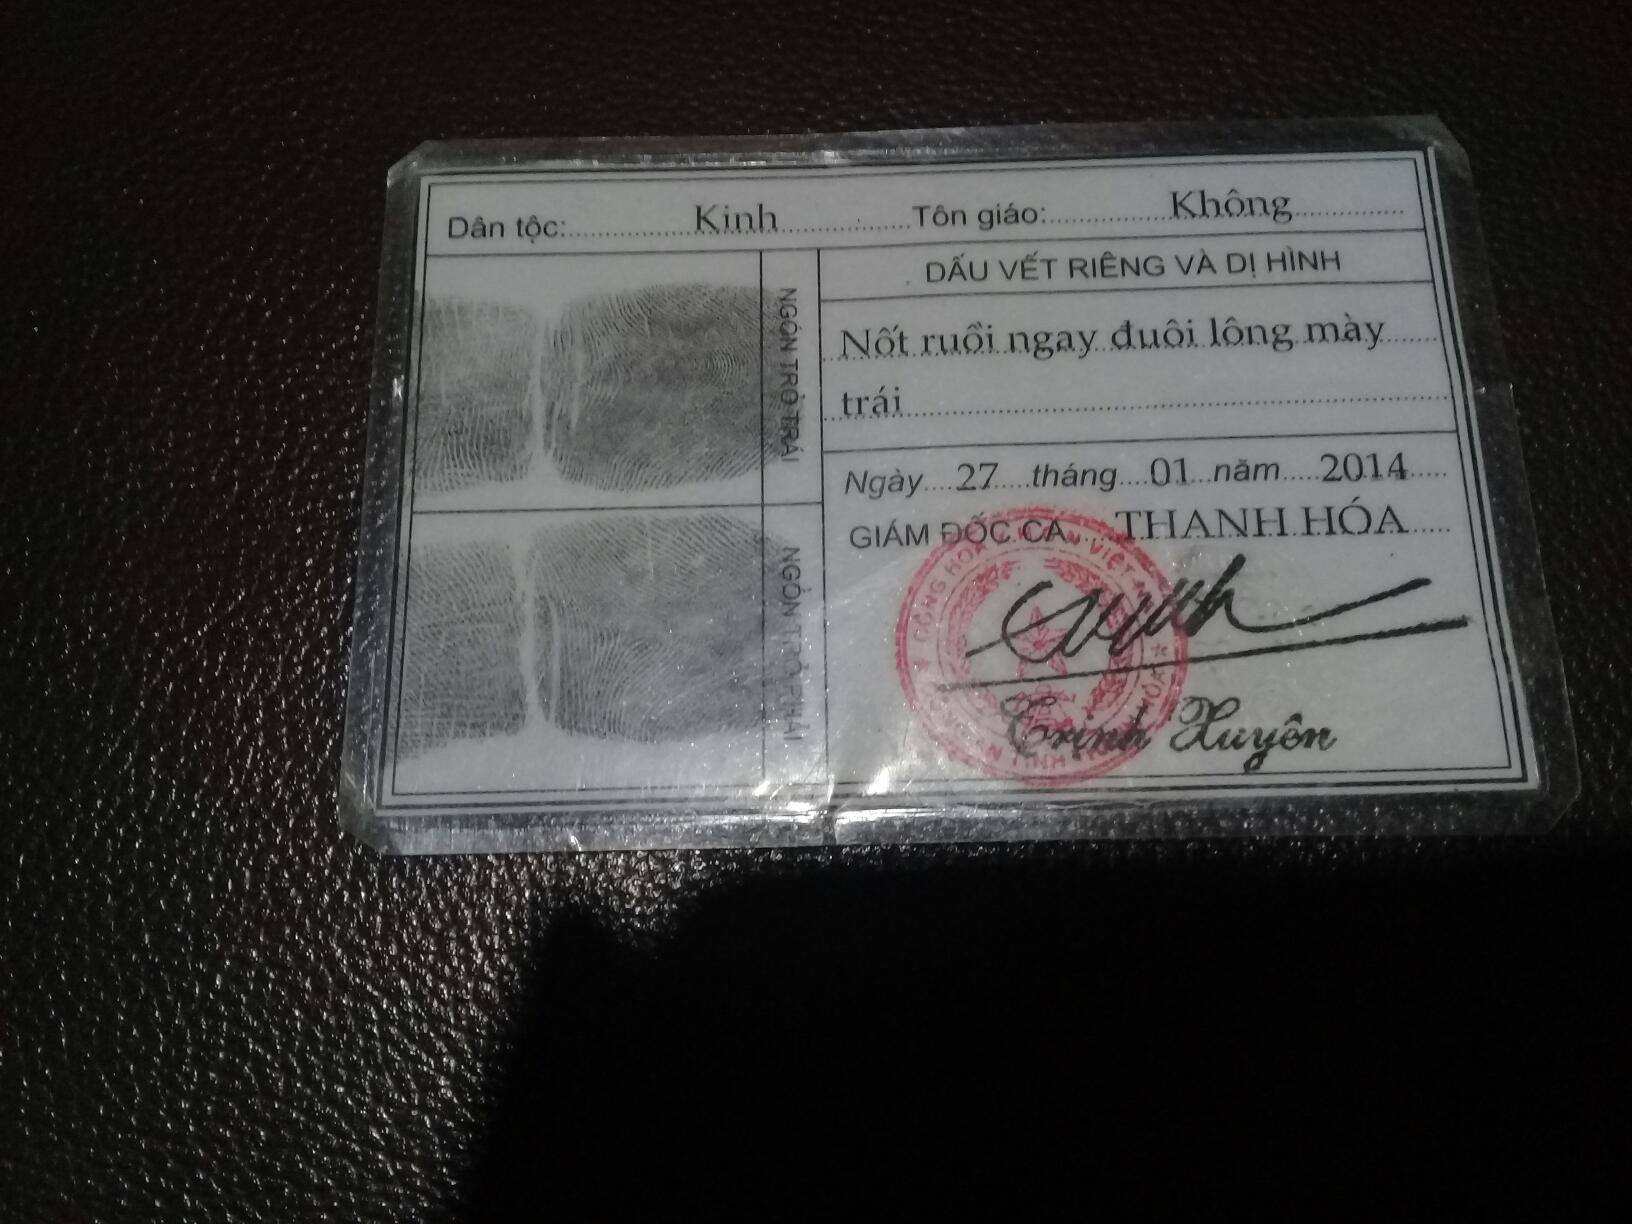 Dân tộc: Kinh Tôn giáo: Không
NGÓN TRỎ TRÁI
NGÓN TRỎ PHẢI
DẤU VẾT RIÊNG VÀ DỊ HÌNH
Nốt ruồi ngay đuôi lông mày
trái
Ngày 27 tháng 01 năm 2014
GIÁM ĐỐC CA THANH HÓA
Trịnh Xuyên